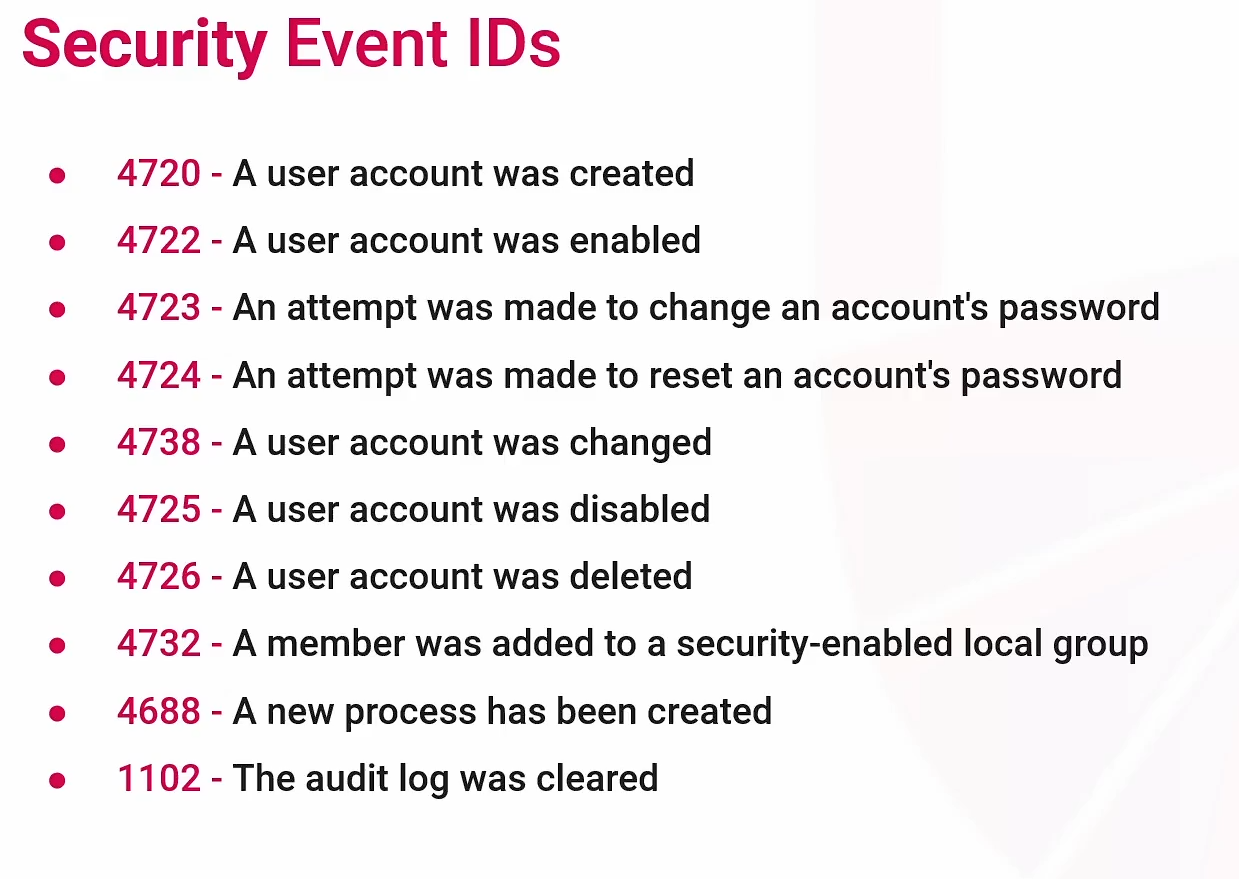 Security Event IDs
• 4720 - A user account was created
• 4722 - A user account was enabled
• 4723 - An attempt was made to change an account's password
• 4724 - An attempt was made to reset an account's password
• 4738 - A user account was changed
• 4725 - A user account was disabled
• 4726 - A user account was deleted
• 4732 - A member was added to a security-enabled local group
• 4688 - A new process has been created
• 1102 - The audit log was cleared